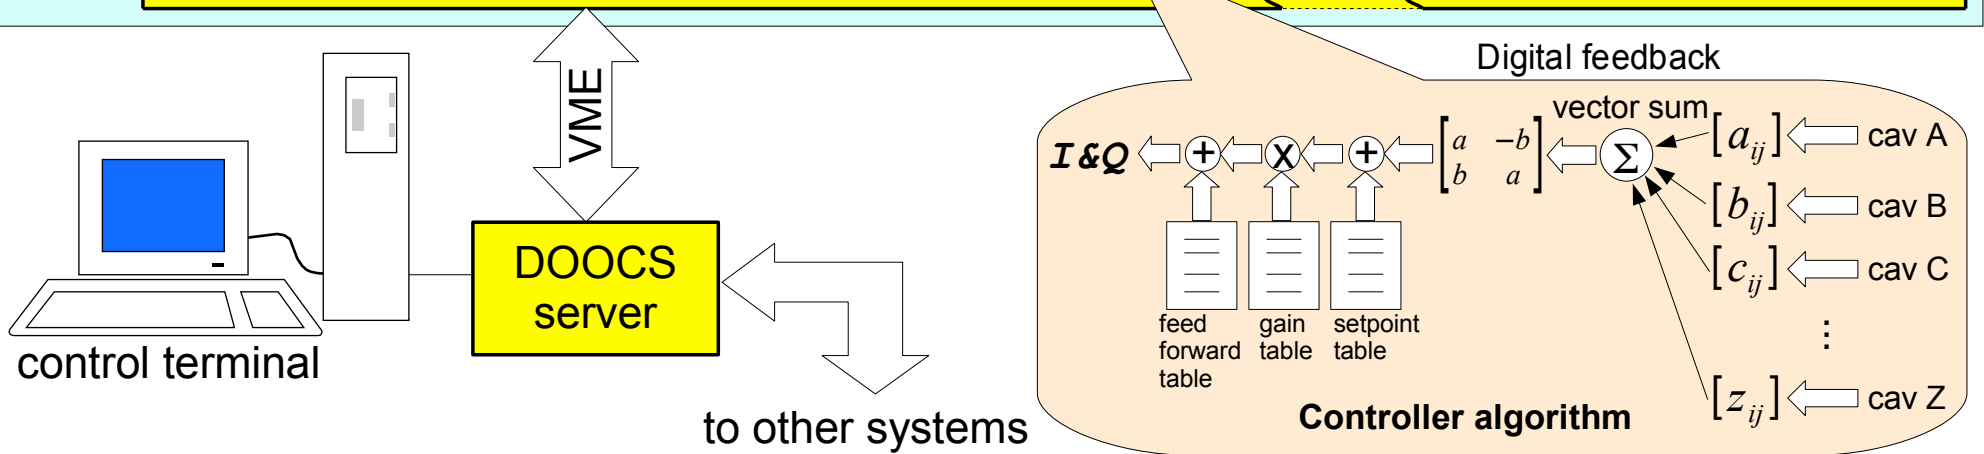 Digital feedback
VME
vector sum
I&Q
+
x
+
[a −b
b a]
Σ
[a_ij]
cav A
[b_ij]
cav B
[c_ij]
cav C
⋮
[z_ij]
cav Z
DOOCS
server
feed
forward
table
gain
table
setpoint
table
control terminal
to other systems
Controller algorithm